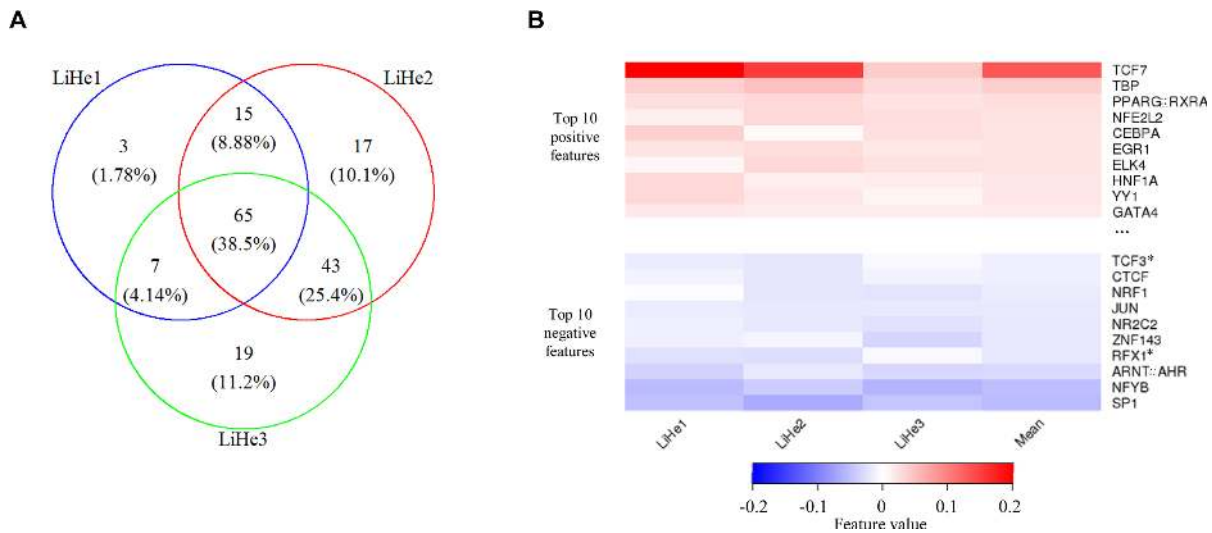 A
LiHe1
LiHe2
15
(8.88%)
3
(1.78%)
17
(10.1%)
65
(38.5%)
7
(4.14%)
43
(25.4%)
19
(11.2%)
LiHe3
B
Top 10
positive
features
TCF7
TBP
PPARG::RXRA
NFE2L2
CEBPA
EGR1
ELK4
HNF1A
YY1
GATA4
...
Top 10
negative
features
TCF3*
CTCF
NRF1
JUN
NR2C2
ZNF143
RFX1*
ARNT::AHR
NFYB
SP1
LiHe1
LiHe2
LiHe3
Mean
-0.2
-0.1
0
0.1
0.2
Feature value